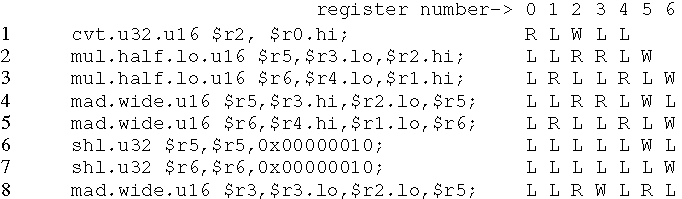 register number-> 0 1 2 3 4 5 6
1 cvt.u32.u16 $r2, $r0.hi; R L W L L
2 mul.half.lo.u16 $r5,$r3.lo,$r2.hi; L L R R L W
3 mul.half.lo.u16 $r6,$r4.lo,$r1.hi; L R L L R L W
4 mad.wide.u16 $r5,$r3.hi,$r2.lo,$r5; L L R R L W L
5 mad.wide.u16 $r6,$r4.hi,$r1.lo,$r6; L R L L R L W
6 shl.u32 $r5,$r5,0x00000010; L L L L L W L
7 shl.u32 $r6,$r6,0x00000010; L L L L L L W
8 mad.wide.u16 $r3,$r3.lo,$r2.lo,$r5; L L R W L R L